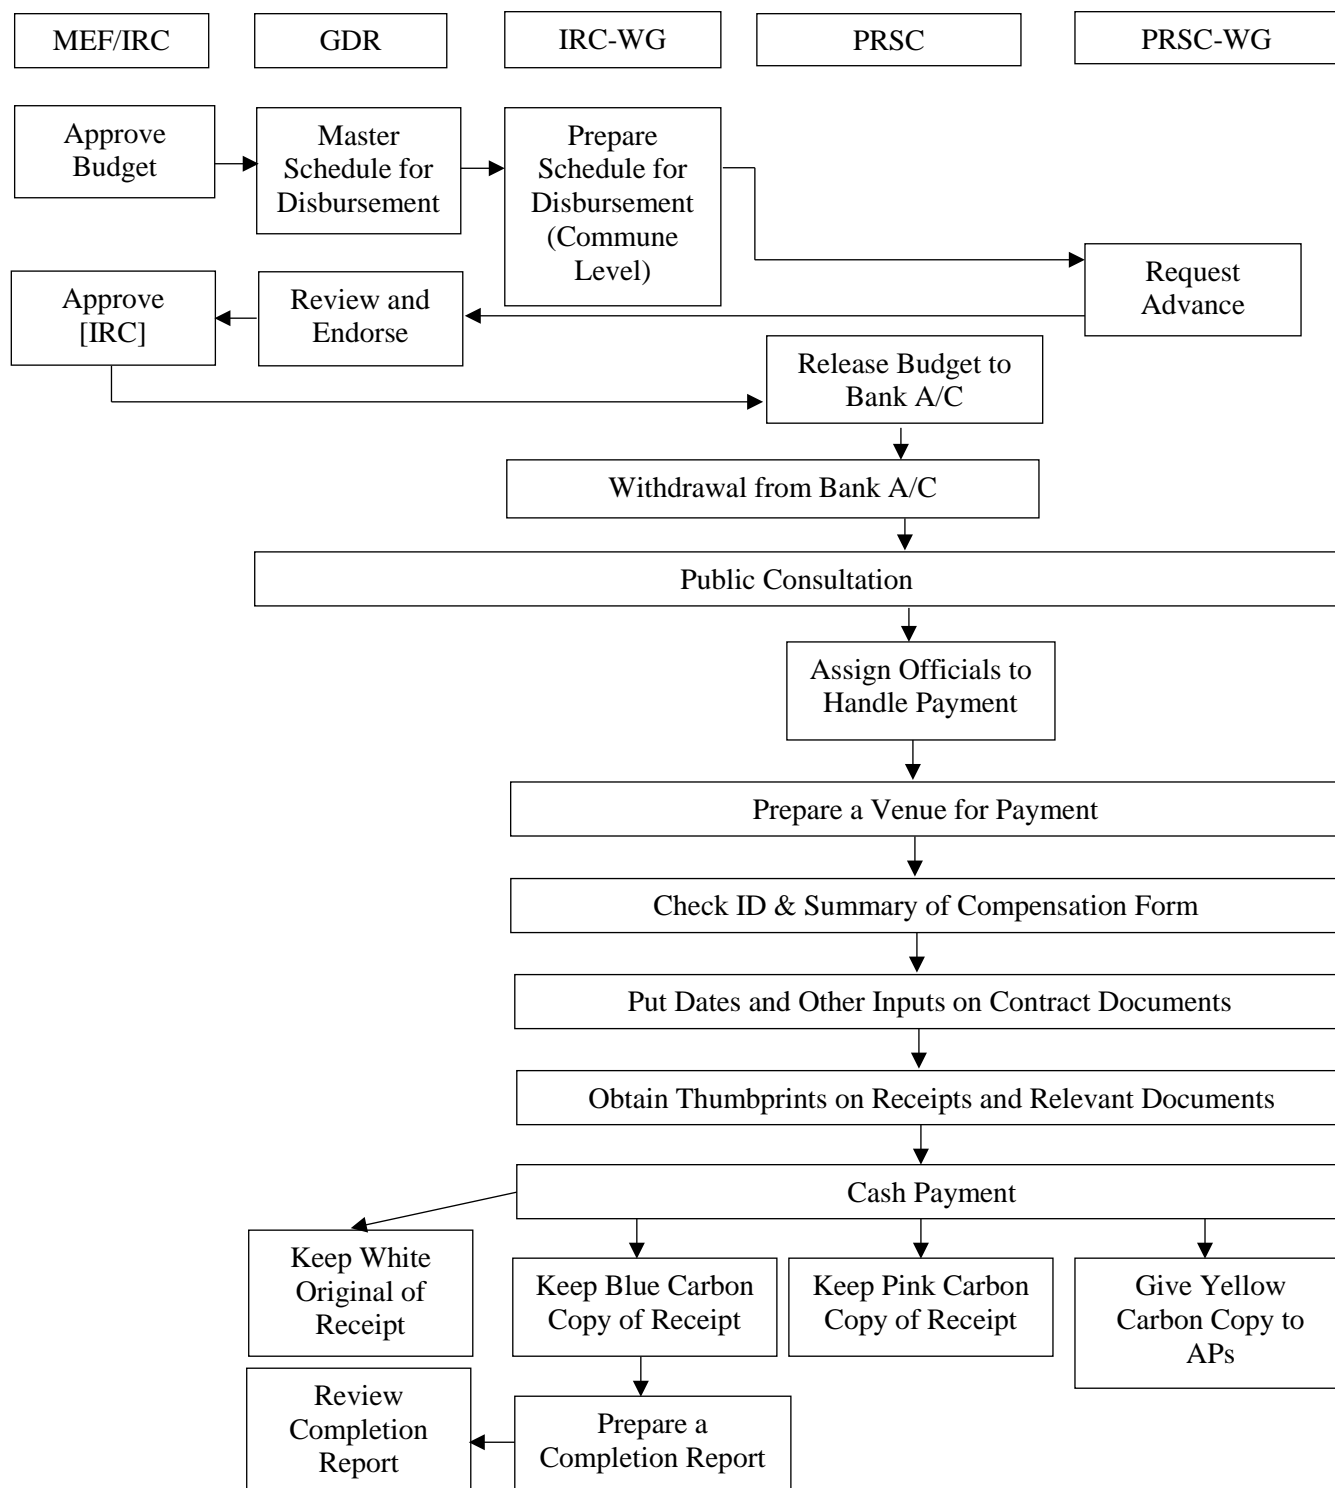 MEF/IRC
GDR
IRC-WG
PRSC
PRSC-WG
Approve
Budget
Master
Schedule for
Disbursement
Prepare
Schedule for
Disbursement
(Commune
Level)
Request
Advance
Review and
Endorse
Approve
[IRC]
Release Budget to
Bank A/C
Withdrawal from Bank A/C
Public Consultation
Assign Officials to
Handle Payment
Prepare a Venue for Payment
Check ID & Summary of Compensation Form
Put Dates and Other Inputs on Contract Documents
Obtain Thumbprints on Receipts and Relevant Documents
Cash Payment
Keep White
Original of
Receipt
Keep Blue Carbon
Copy of Receipt
Keep Pink Carbon
Copy of Receipt
Give Yellow
Carbon Copy to
APs
Review
Completion
Report
Prepare a
Completion Report